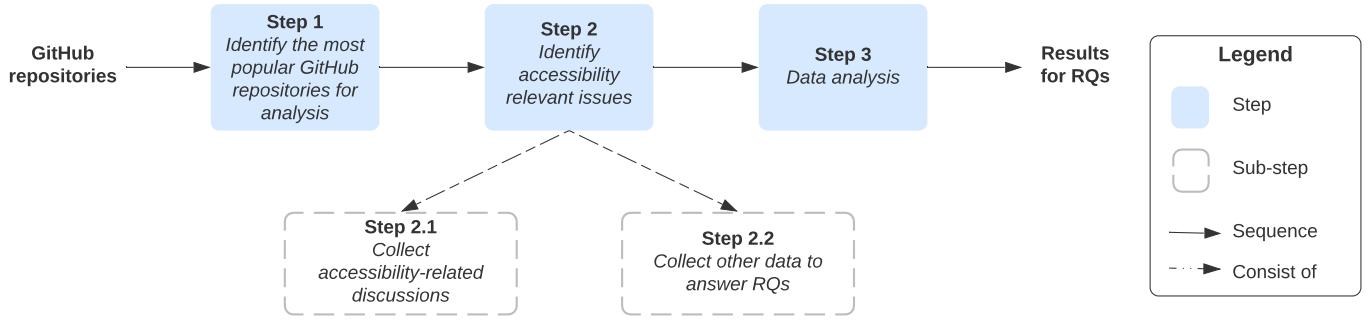 GitHub
repositories
Step 1
Identify the most
popular GitHub
repositories for
analysis
Step 2
Identify
accessibility
relevant issues
Step 3
Data analysis
Results
for RQs
Step 2.1
Collect
accessibility-related
discussions
Step 2.2
Collect other data to
answer RQs
Legend
Step
Sub-step
Sequence
Consist of